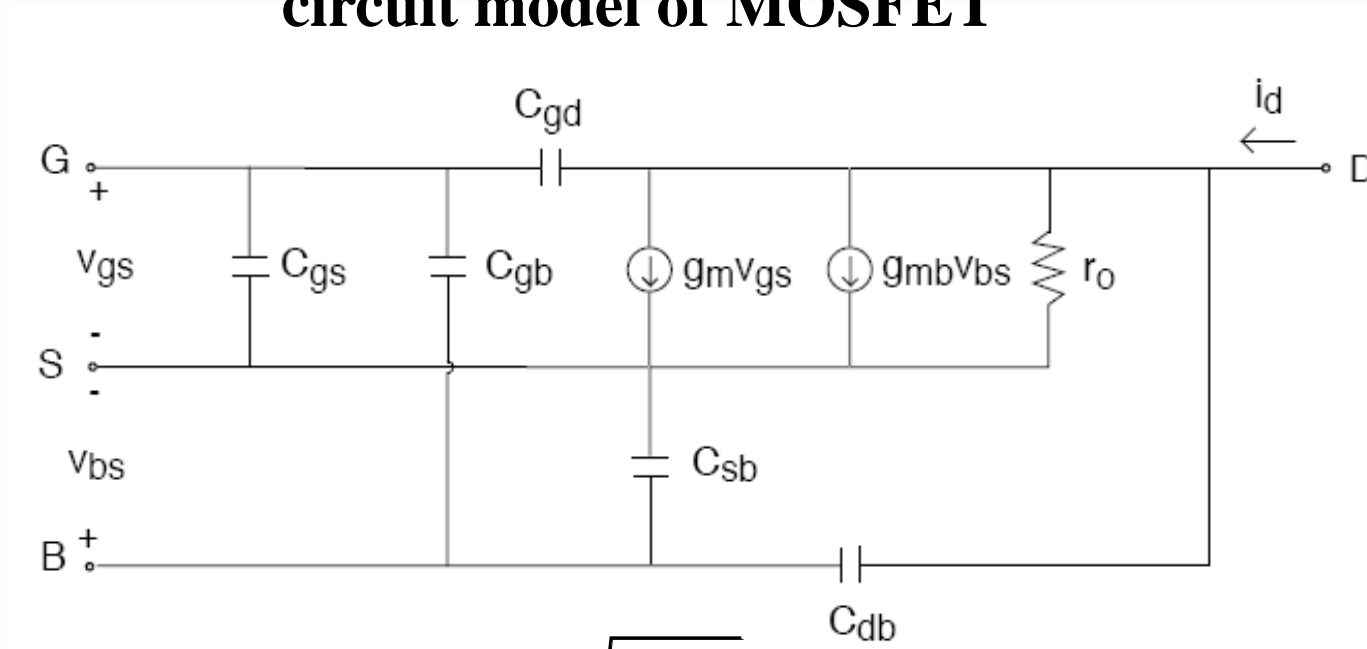 circuit model of MOSFET
id
Cgd
G
D
+
vgs
Cgs
Cgb
gmvgs
gmbvbs
ro
-
S
-
vbs
Csb
+
B
Cdb